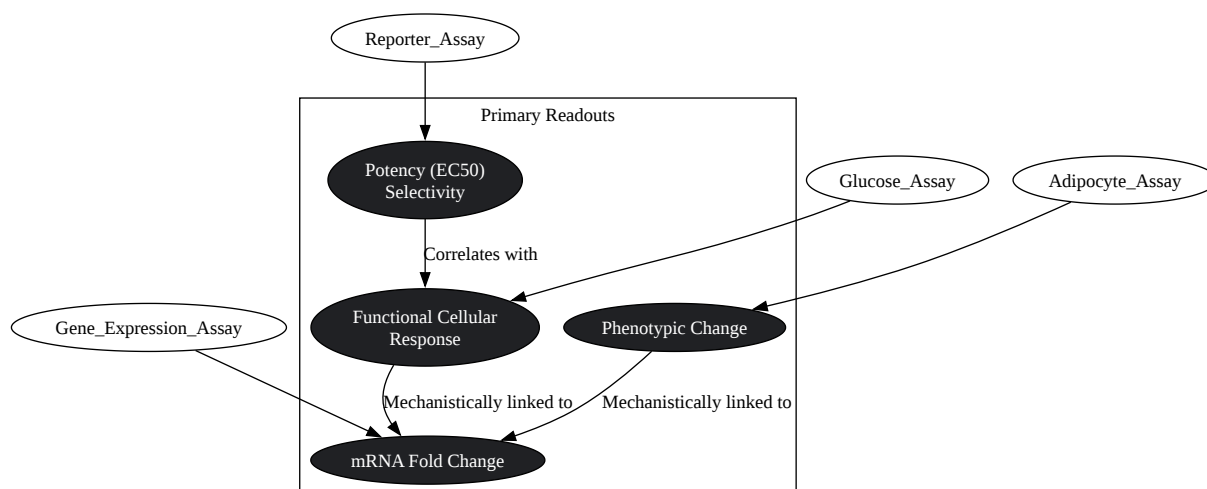 Reporter_Assay
Primary Readouts
Potency (EC50)
Selectivity
Glucose_Assay
Adipocyte_Assay
Correlates with
Gene_Expression_Assay
Functional Cellular
Response
Phenotypic Change
Mechanistically linked to
Mechanistically linked to
mRNA Fold Change